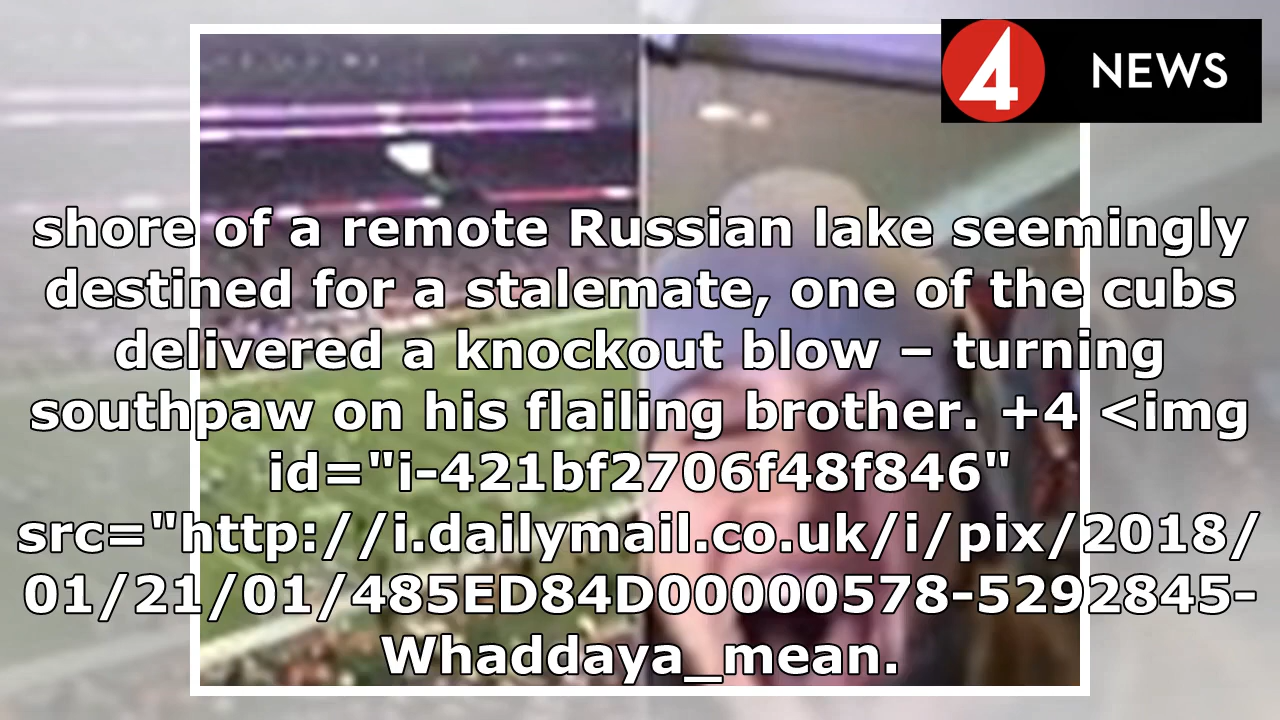 4 NEWS
shore of a remote Russian lake seemingly
destined for a stalemate, one of the cubs
delivered a knockout blow – turning
southpaw on his flailing brother. +4 <img
id="i-421bf2706f48f846"
src="http://i.dailymail.co.uk/i/pix/2018/
01/21/01/485ED84D00000578-5292845-
Whaddaya_mean.